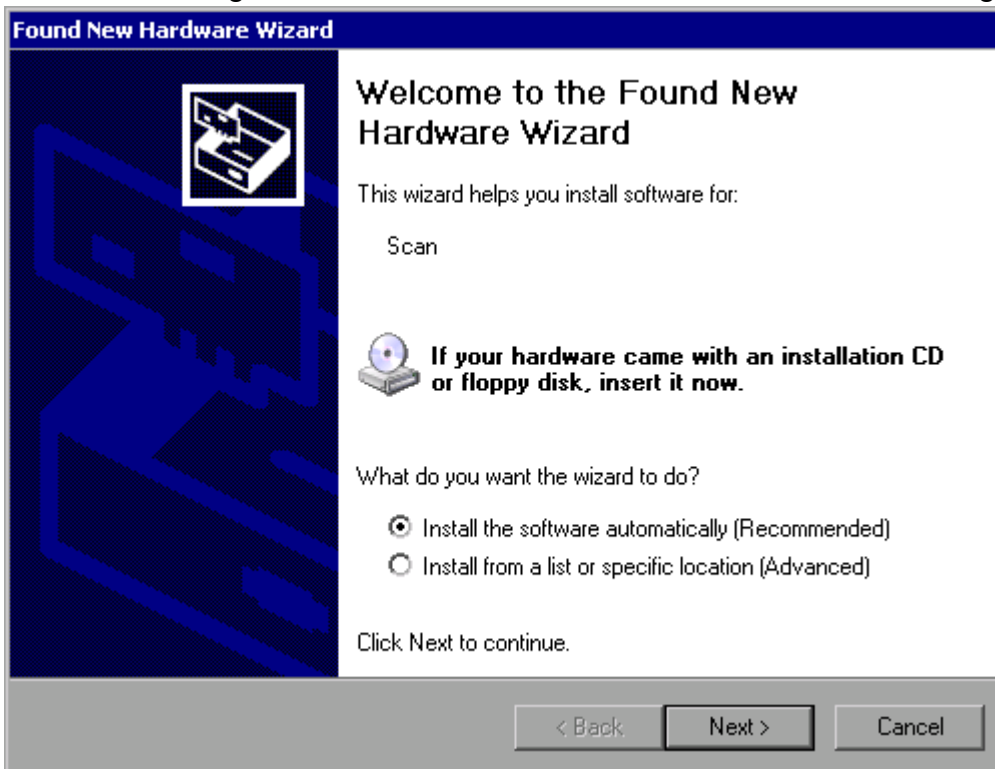 Found New Hardware Wizard
Welcome to the Found New
Hardware Wizard
This wizard helps you install software for:
Scan
If your hardware came with an installation CD
or floppy disk, insert it now.
What do you want the wizard to do?
Install the software automatically (Recommended)
Install from a list or specific location (Advanced)
Click Next to continue.
< Back Next > Cancel